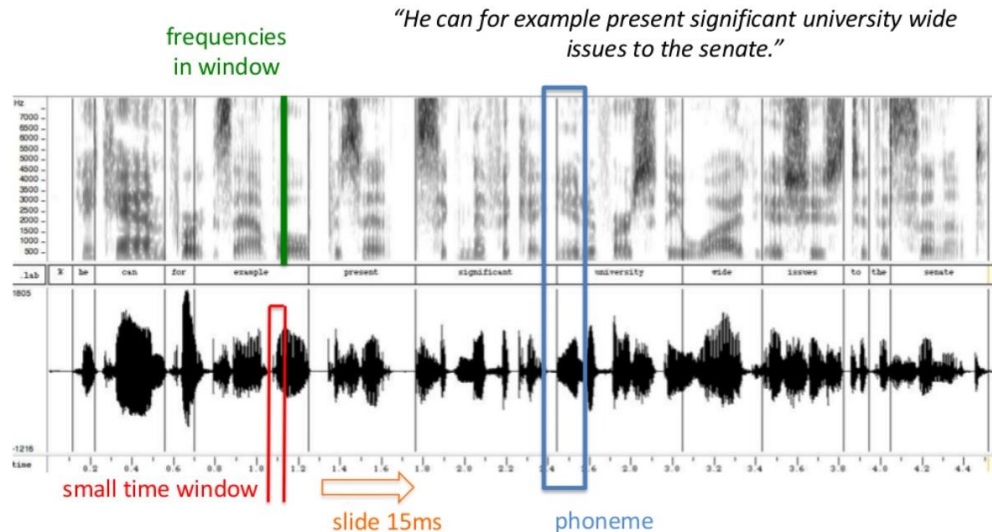 “He can for example present significant university wide
issues to the senate.”
frequencies
in window
Hz
7000
6500
6000
5500
5000
4500
4000
3500
3000
2500
2000
1500
1000
500
.lab % he can for example present significant university wide issues to the senate
1805
-1216
time 0.2 0.4 0.6 0.8 1.0 1.2 1.4 1.6 1.8 2.0 2.2 2.4 2.6 2.8 3.0 3.2 3.4 3.6 3.8 4.0 4.2 4.4
small time window
slide 15ms
phoneme